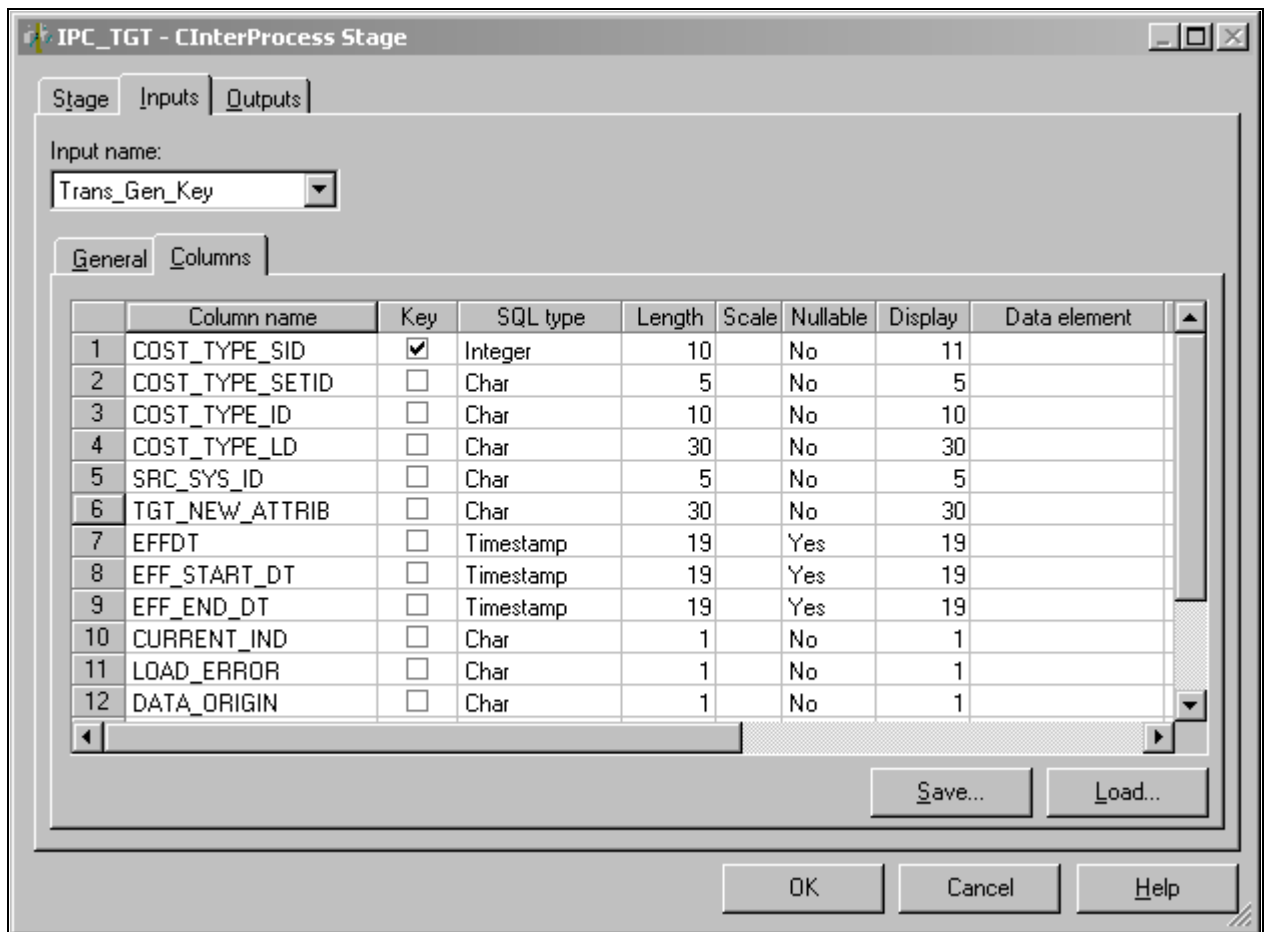 IPC_TGT - CInterProcess Stage
Stage Inputs Outputs
Input name:
Trans_Gen_Key
General Columns
Column name Key SQL type Length Scale Nullable Display Data element
1 COST_TYPE_SID Integer 10 No 11
2 COST_TYPE_SETID Char 5 No 5
3 COST_TYPE_ID Char 10 No 10
4 COST_TYPE_LD Char 30 No 30
5 SRC_SYS_ID Char 5 No 5
6 TGT_NEW_ATTRIB Char 30 No 30
7 EFFDT Timestamp 19 Yes 19
8 EFF_START_DT Timestamp 19 Yes 19
9 EFF_END_DT Timestamp 19 Yes 19
10 CURRENT_IND Char 1 No 1
11 LOAD_ERROR Char 1 No 1
12 DATA_ORIGIN Char 1 No 1
Save... Load...
OK Cancel Help